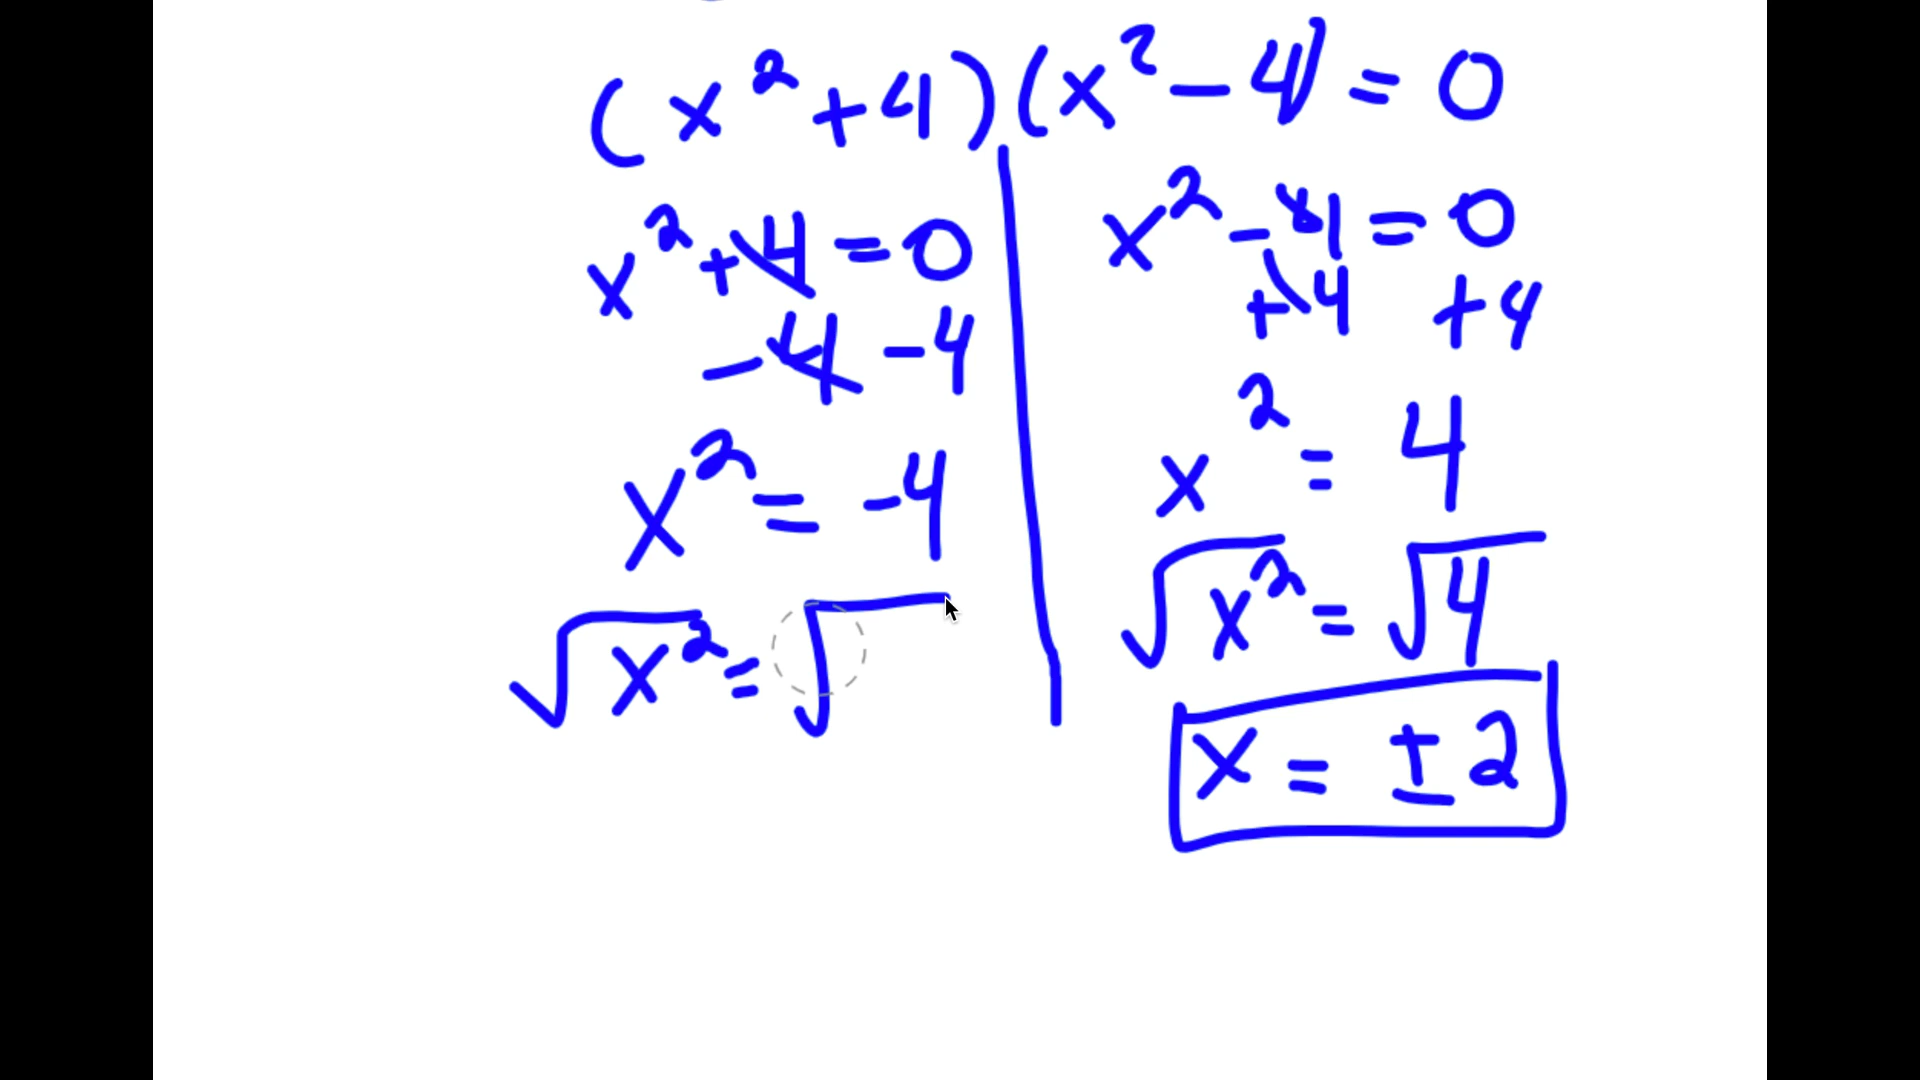 (x² + 4)(x² - 4) = 0
x² + 4 = 0
- 4 - 4
x² = -4
√x² = √
x² - 4 = 0
+ 4 + 4
x² = 4
√x² = √4
x = ± 2